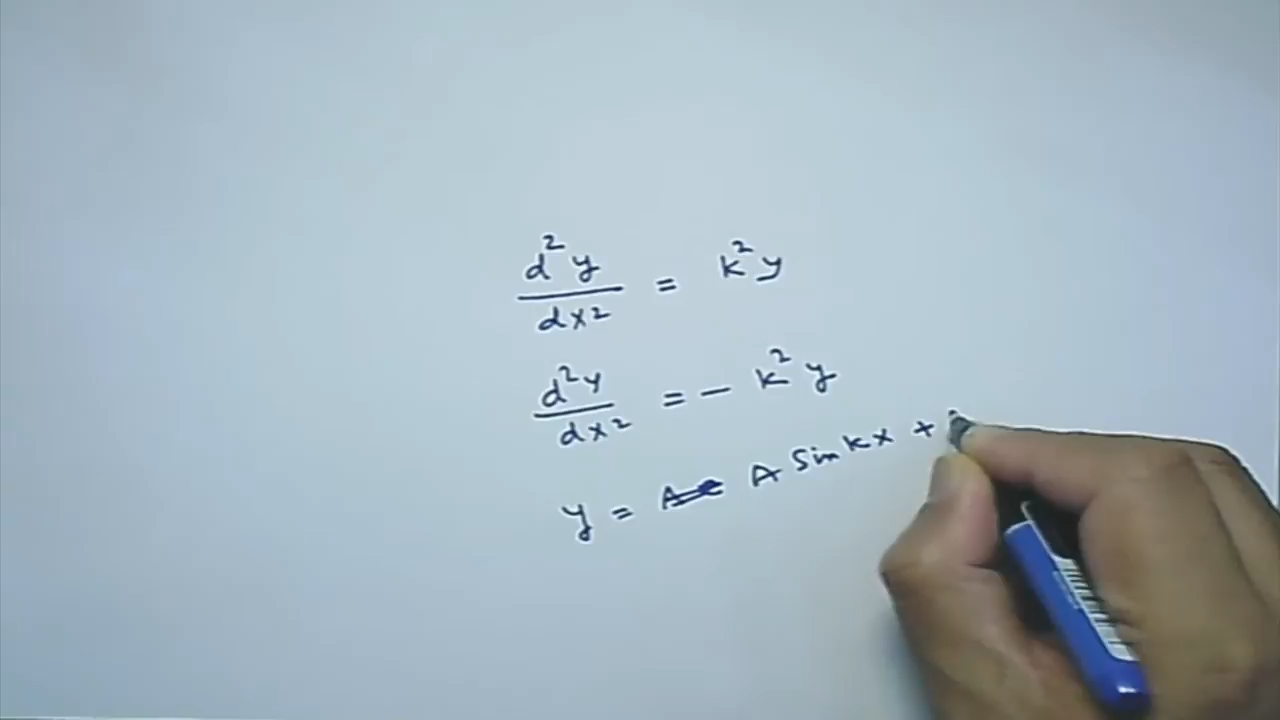 d²y/dx² = k²y
d²y/dx² = - k²y
y = A sin kx +